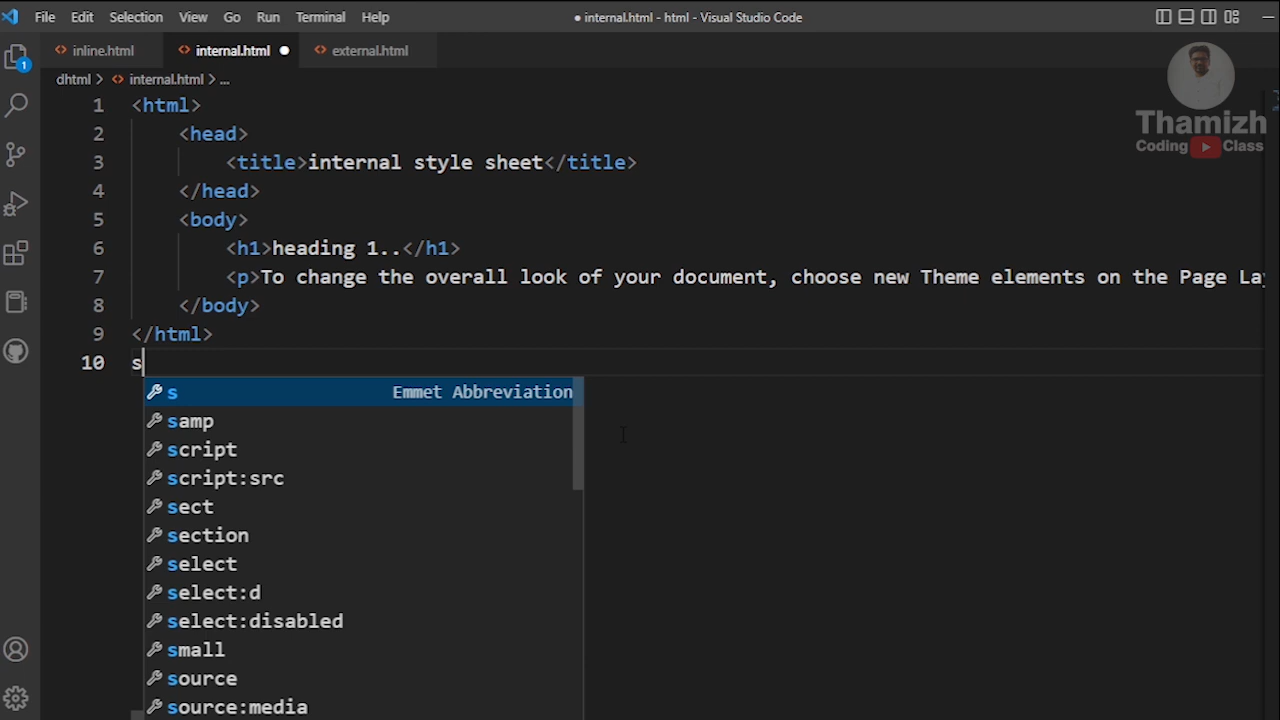 File Edit Selection View Go Run Terminal Help
● internal.html - html - Visual Studio Code
inline.html internal.html ● external.html
dhtml > internal.html > ...
Thamizh
Coding Class
1 <html>
2 <head>
3 <title>internal style sheet</title>
4 </head>
5 <body>
6 <h1>heading 1..</h1>
7 <p>To change the overall look of your document, choose new Theme elements on the Page La
8 </body>
9 </html>
10 s
s Emmet Abbreviation
samp
script
script:src
sect
section
select
select:d
select:disabled
small
source
source:media
1